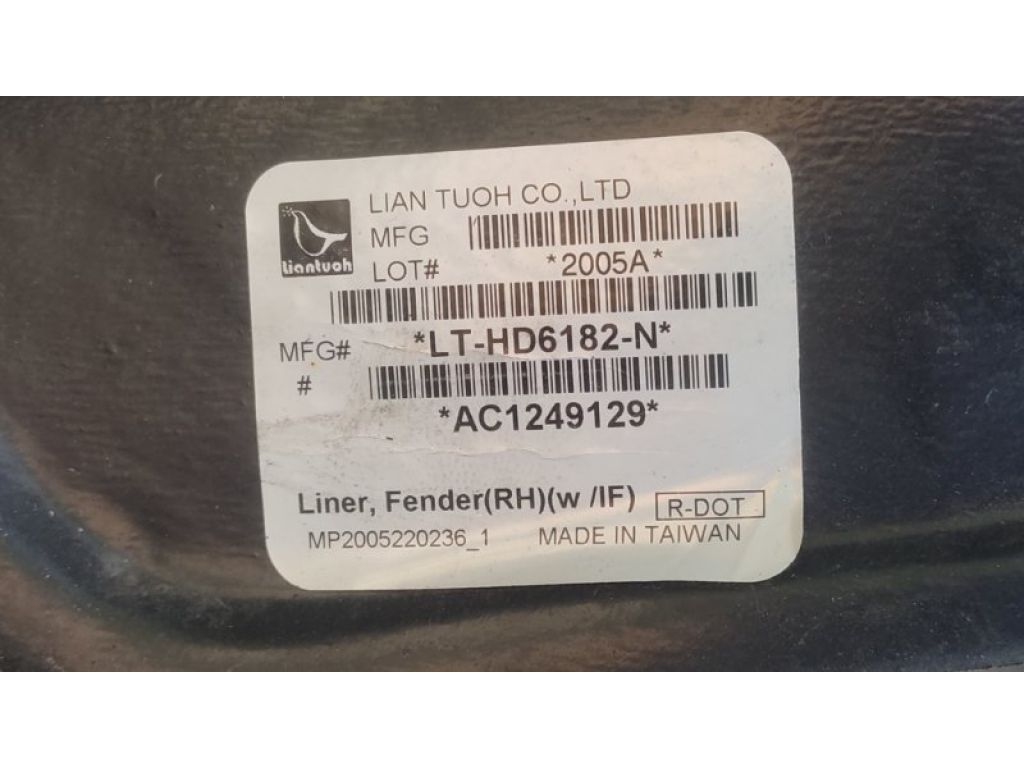 LIAN TUOH CO.,LTD
Liantuoh
MFG
LOT#
*2005A*
MFG#
*LT-HD6182-N*
#
*AC1249129*
Liner, Fender(RH)(w /IF)
R-DOT
MP2005220236_1
MADE IN TAIWAN